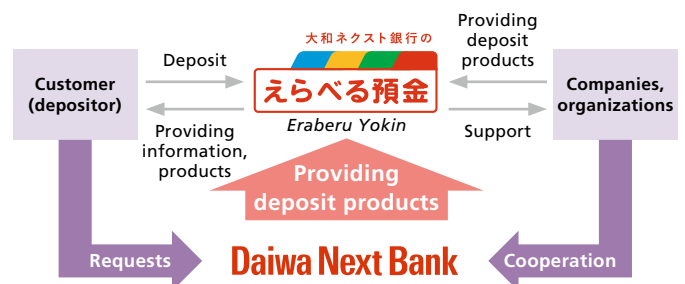 大和ネクスト銀行の
えらべる預金
Eraberu Yokin
Customer
(depositor)
Deposit
Providing
information,
products
Providing
deposit
products
Support
Companies,
organizations
Providing
deposit products
Requests
Daiwa Next Bank
Cooperation